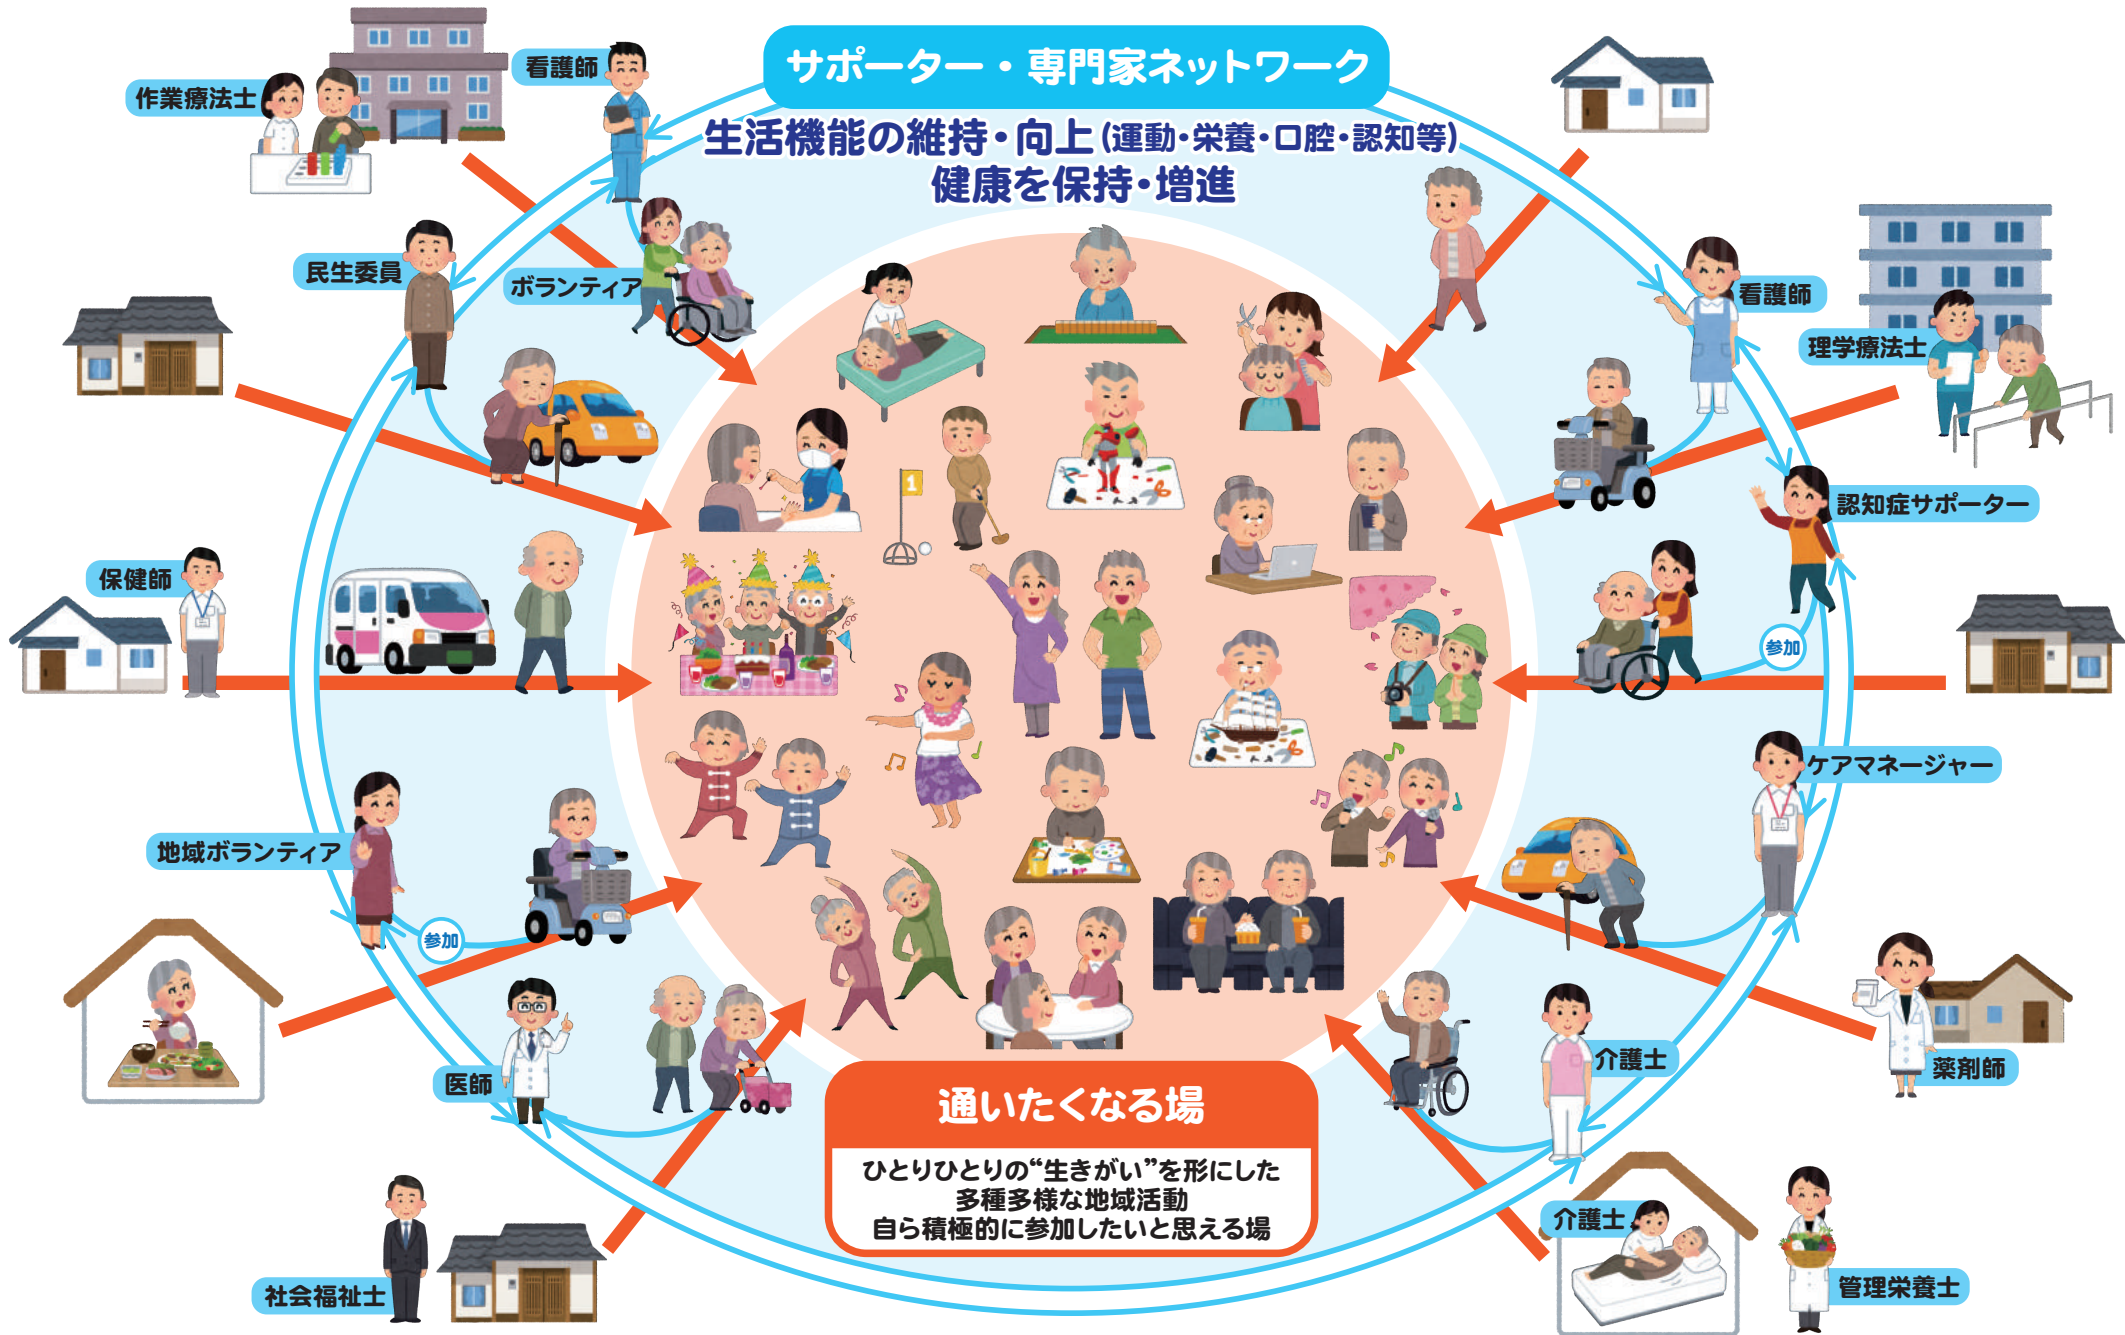 サポーター・専門家ネットワーク
生活機能の維持・向上(運動・栄養・口腔・認知等)
健康を保持・増進
作業療法士
看護師
民生委員
ボランティア
看護師
理学療法士
認知症サポーター
参加
保健師
1
ケアマネージャー
地域ボランティア
参加
医師
介護士
薬剤師
通いたくなる場
ひとりひとりの“生きがい”を形にした
多種多様な地域活動
自ら積極的に参加したいと思える場
社会福祉士
介護士
管理栄養士